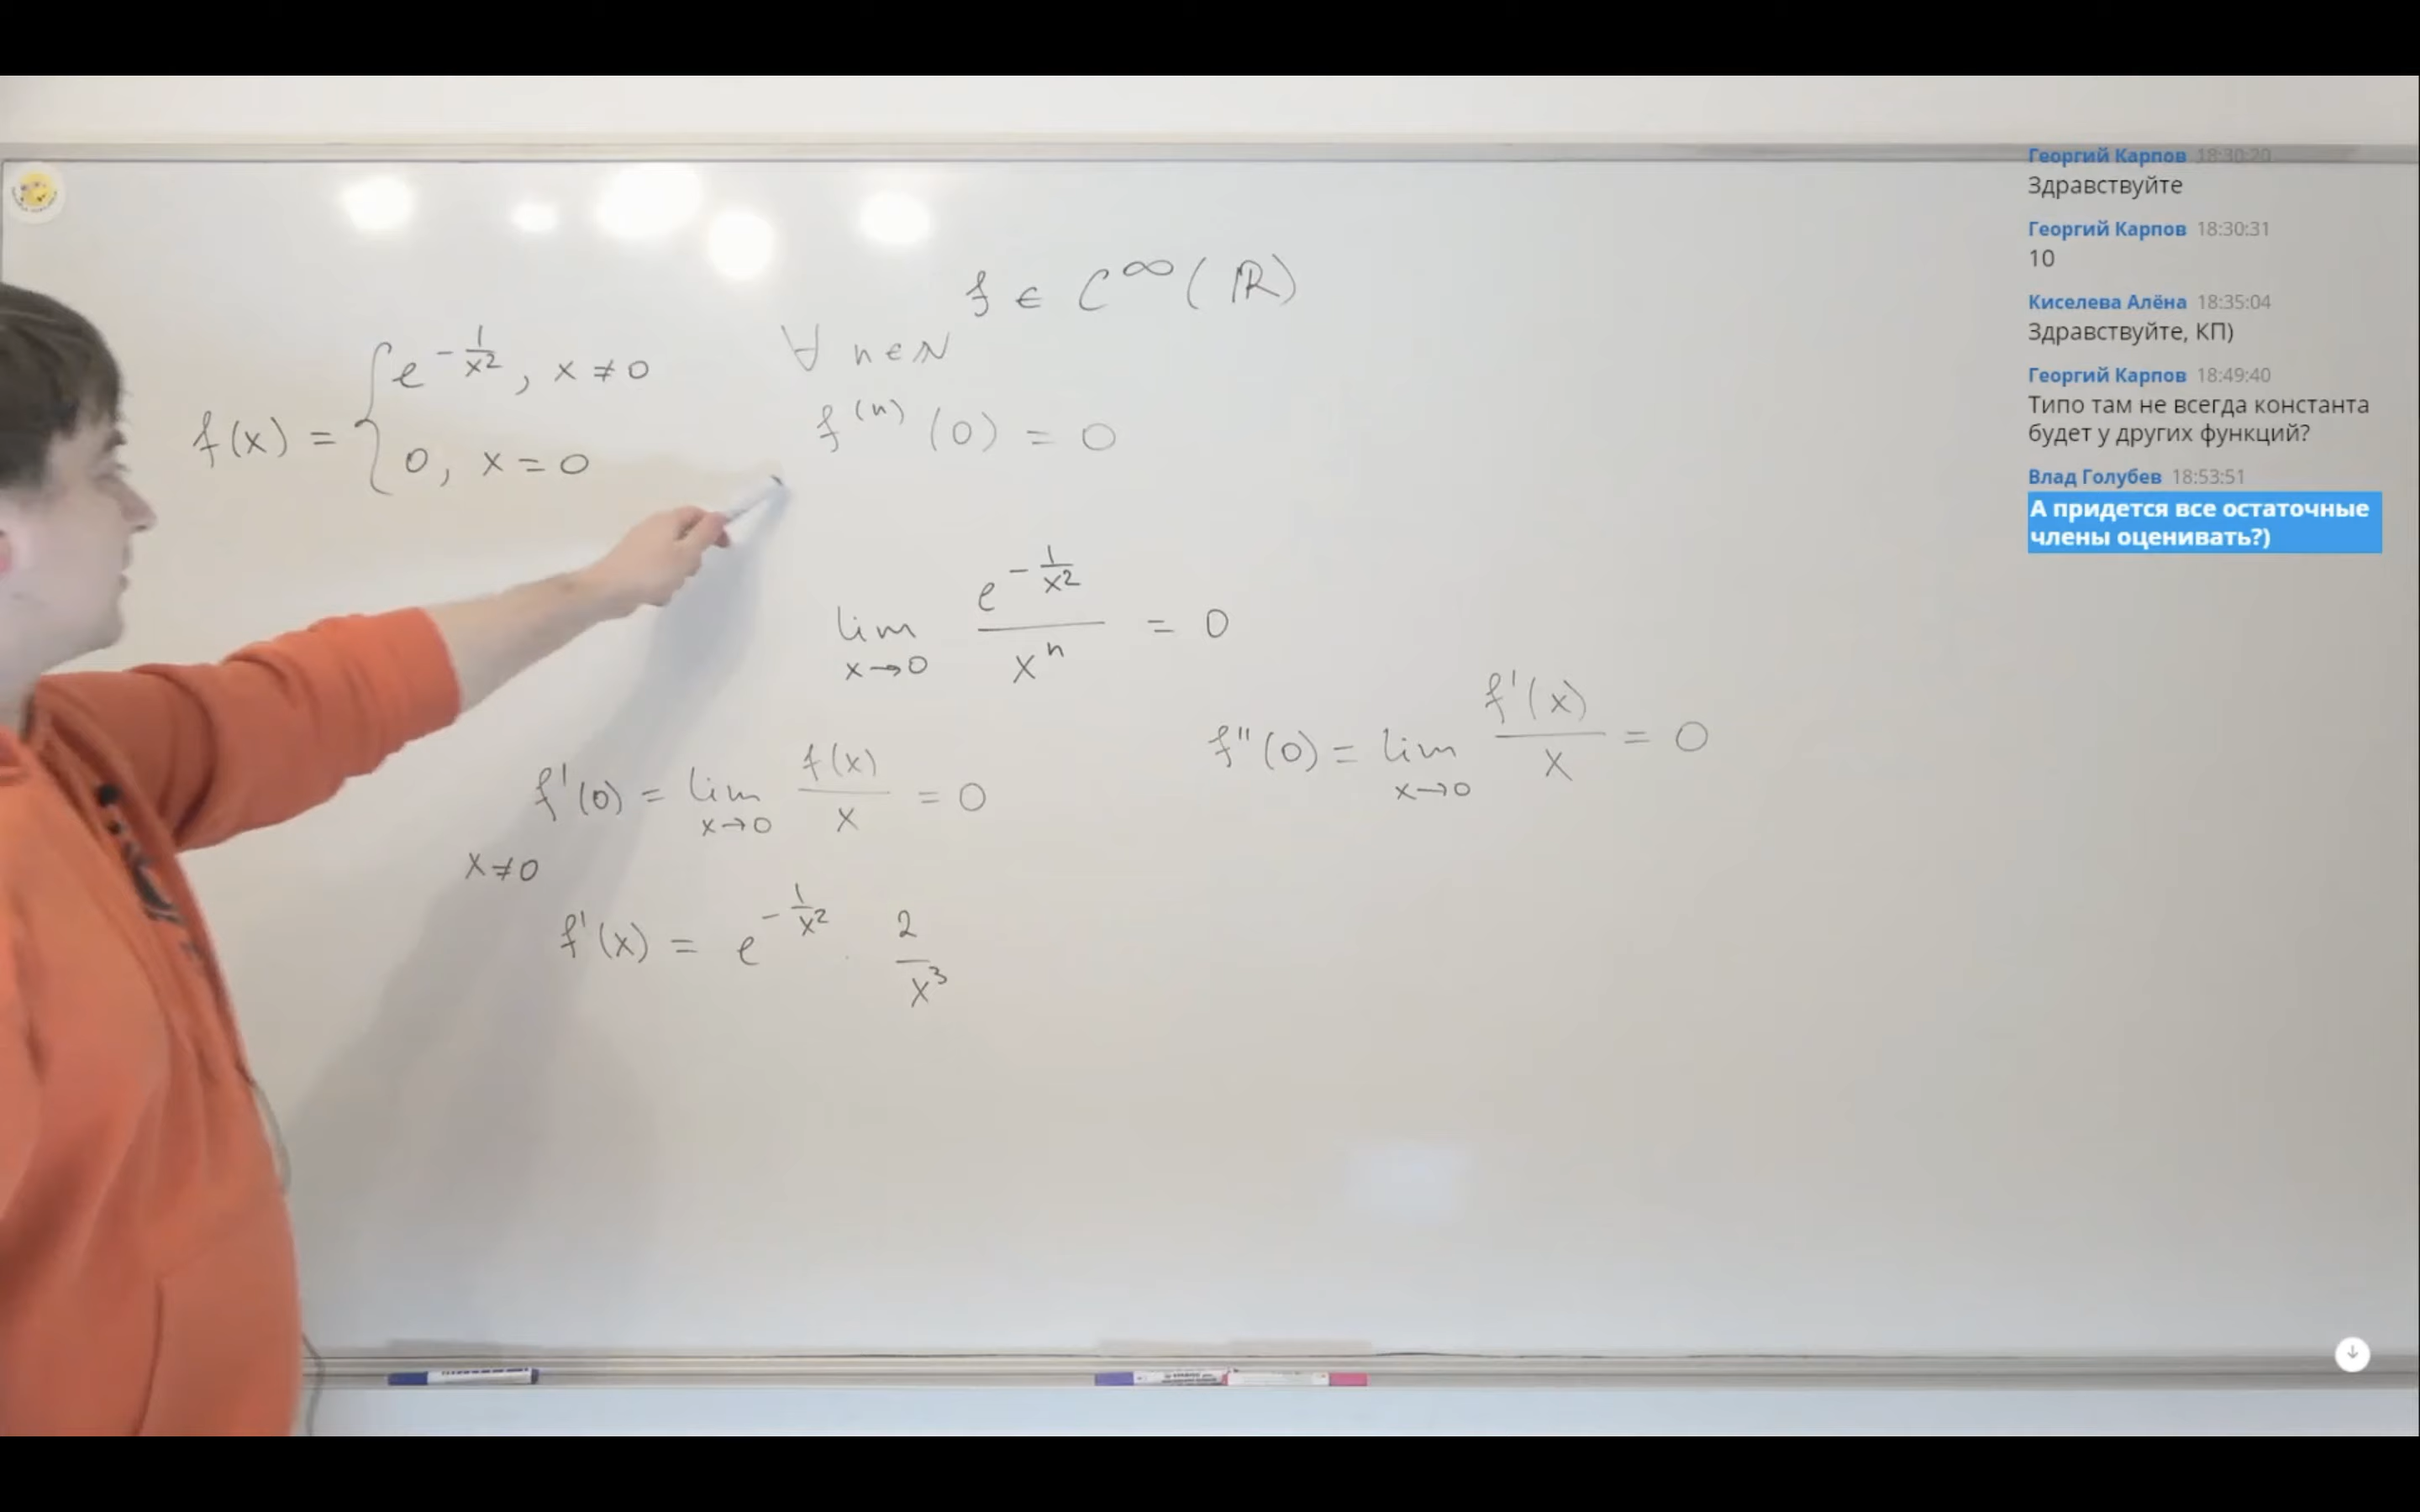 f ∈ C^∞(ℝ)
f(x) = { e^{-1/x²}, x ≠ 0
0, x = 0
∀ n ∈ N
f^{(n)}(0) = 0
lim_{x→0} e^{-1/x²} / x^n = 0
f'(0) = lim_{x→0} f(x)/x = 0
f''(0) = lim_{x→0} f'(x)/x = 0
x ≠ 0
f'(x) = e^{-1/x²} · 2/x³
Георгий Карпов 18:30:20
Здравствуйте
Георгий Карпов 18:30:31
10
Киселева Алёна 18:35:04
Здравствуйте, КП)
Георгий Карпов 18:49:40
Типо там не всегда константа
будет у других функций?
Влад Голубев 18:53:51
А придется все остаточные
члены оценивать?)